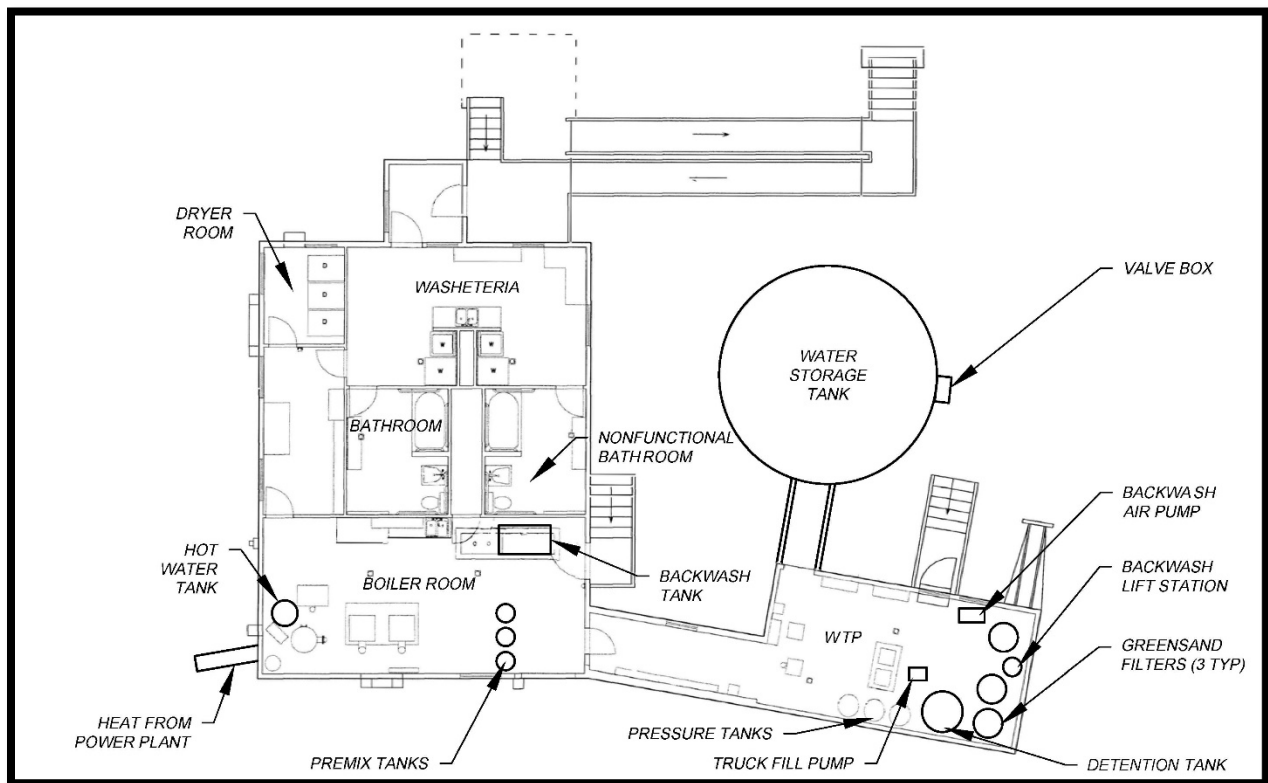 DRYER
ROOM
WASHETERIA
VALVE BOX
WATER
STORAGE
TANK
BATHROOM
NONFUNCTIONAL
BATHROOM
W
W
W
W
HOT
WATER
TANK
BOILER ROOM
BACKWASH
TANK
BACKWASH
AIR PUMP
BACKWASH
LIFT STATION
WTP
GREENSAND
FILTERS (3 TYP)
HEAT FROM
POWER PLANT
PREMIX TANKS
PRESSURE TANKS
TRUCK FILL PUMP
DETENTION TANK